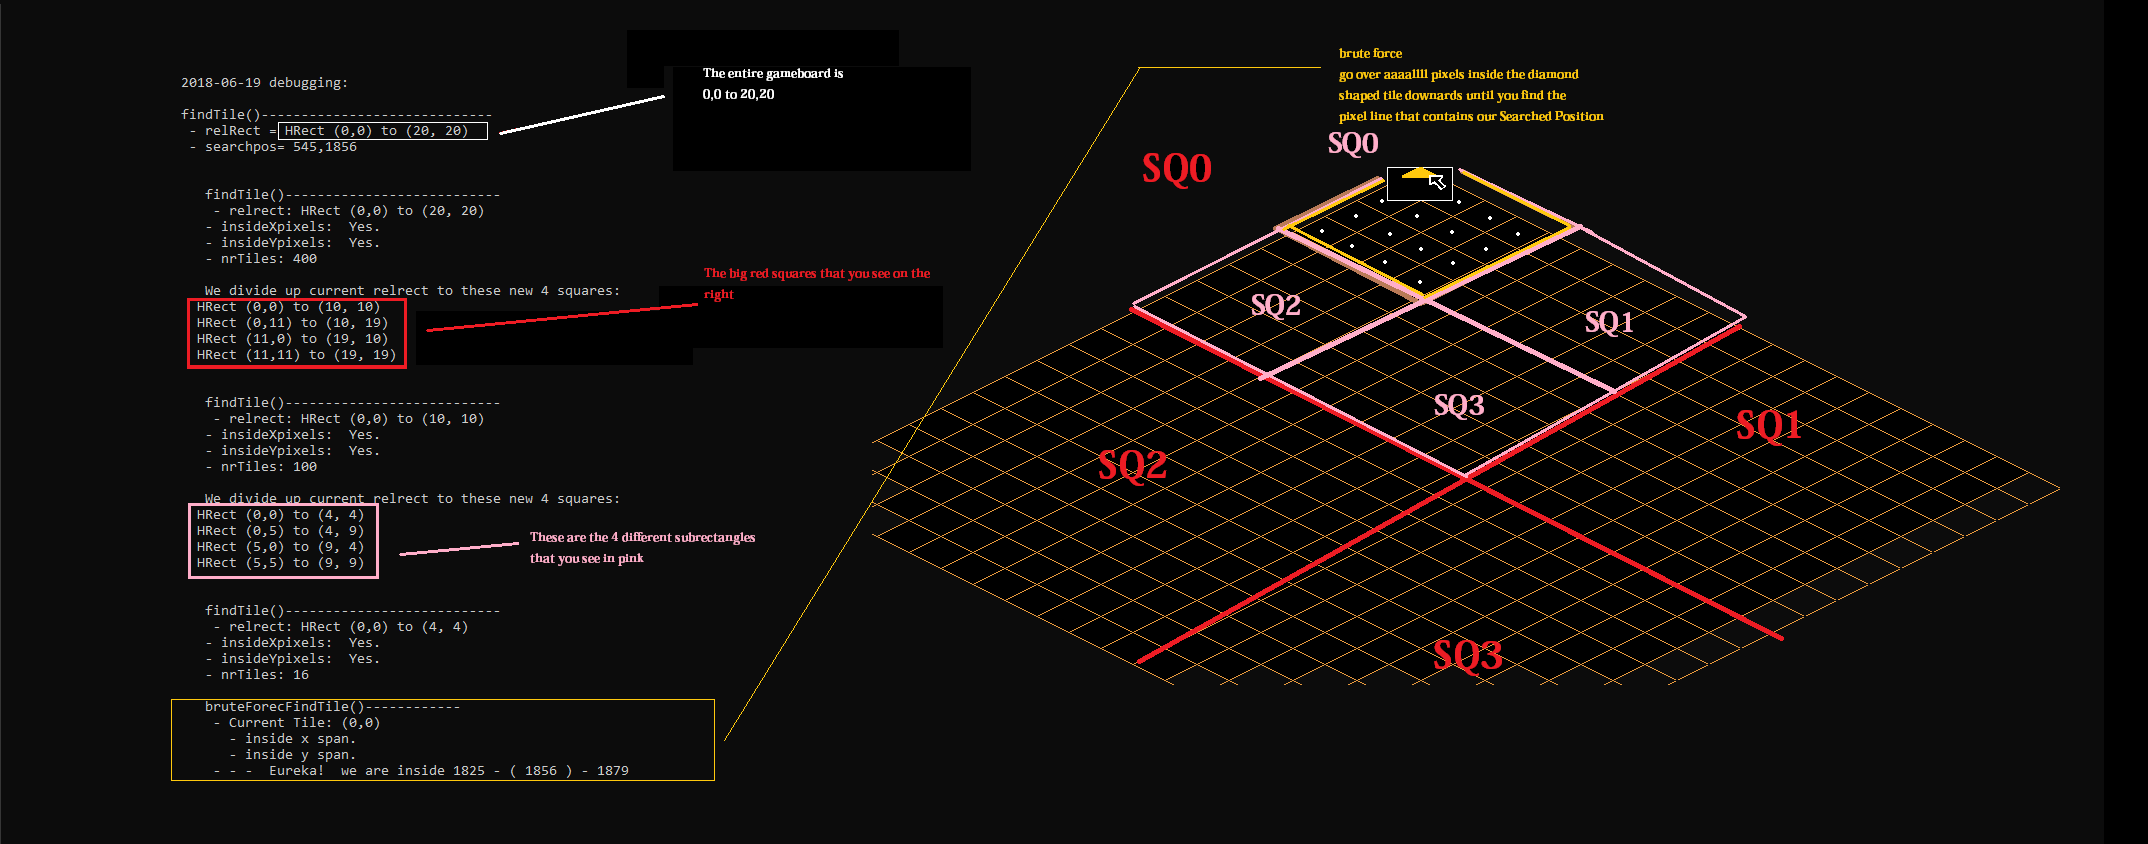 2018-06-19 debugging:
findTile()-----------------------------
- relRect = HRect (0,0) to (20, 20)
- searchpos= 545,1856
findTile()---------------------------
- relrect: HRect (0,0) to (20, 20)
- insideXpixels:  Yes.
- insideYpixels:  Yes.
- nrTiles: 400
We divide up current relrect to these new 4 squares:
HRect (0,0) to (10, 10)
HRect (0,11) to (10, 19)
HRect (11,0) to (19, 10)
HRect (11,11) to (19, 19)
findTile()---------------------------
- relrect: HRect (0,0) to (10, 10)
- insideXpixels:  Yes.
- insideYpixels:  Yes.
- nrTiles: 100
We divide up current relrect to these new 4 squares:
HRect (0,0) to (4, 4)
HRect (0,5) to (4, 9)
HRect (5,0) to (9, 4)
HRect (5,5) to (9, 9)
findTile()---------------------------
- relrect: HRect (0,0) to (4, 4)
- insideXpixels:  Yes.
- insideYpixels:  Yes.
- nrTiles: 16
bruteForecFindTile()------------
- Current Tile: (0,0)
- inside x span.
- inside y span.
- - -  Eureka!  we are inside 1825 - ( 1856 ) - 1879
The entire gameboard is
0,0 to 20,20
The big red squares that you see on the
right
These are the 4 different subrectangles
that you see in pink
brute force
go over aaaallll pixels inside the diamond
shaped tile downards until you find the
pixel line that contains our Searched Position
SQ0
SQ0
SQ2
SQ1
SQ3
SQ1
SQ2
SQ3